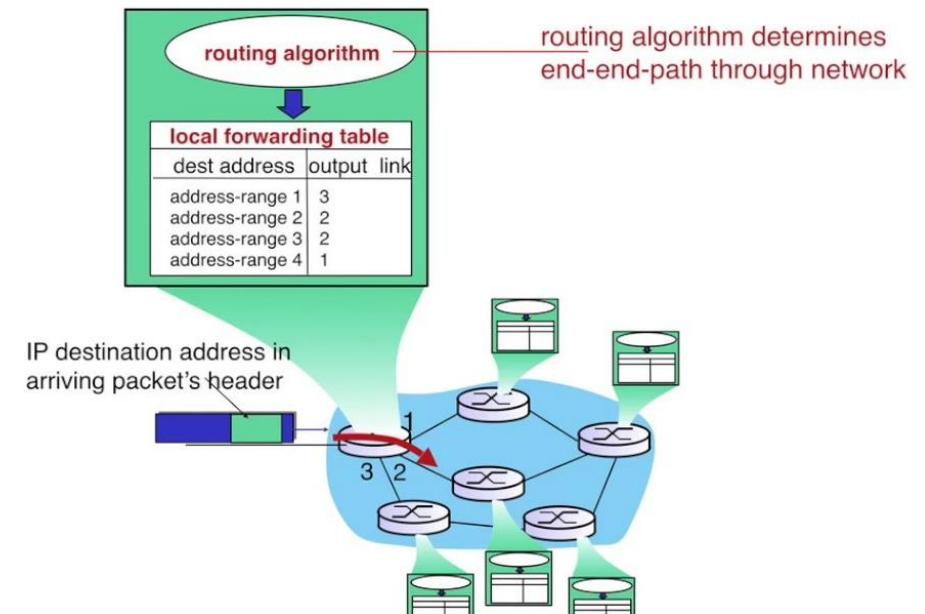 routing algorithm
routing algorithm determines
end-end-path through network
local forwarding table
dest address output link
address-range 1 3
address-range 2 2
address-range 3 2
address-range 4 1
IP destination address in
arriving packet's header
1
3 2